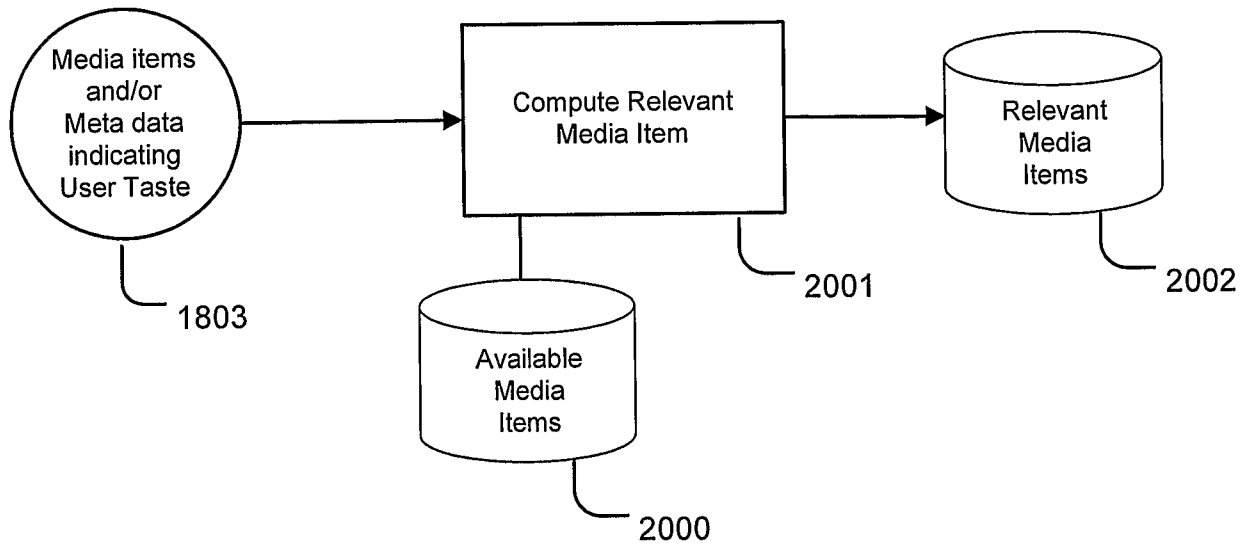 Media items
and/or
Meta data
indicating
User Taste
1803
Compute Relevant
Media Item
2001
Relevant
Media
Items
2002
Available
Media
Items
2000